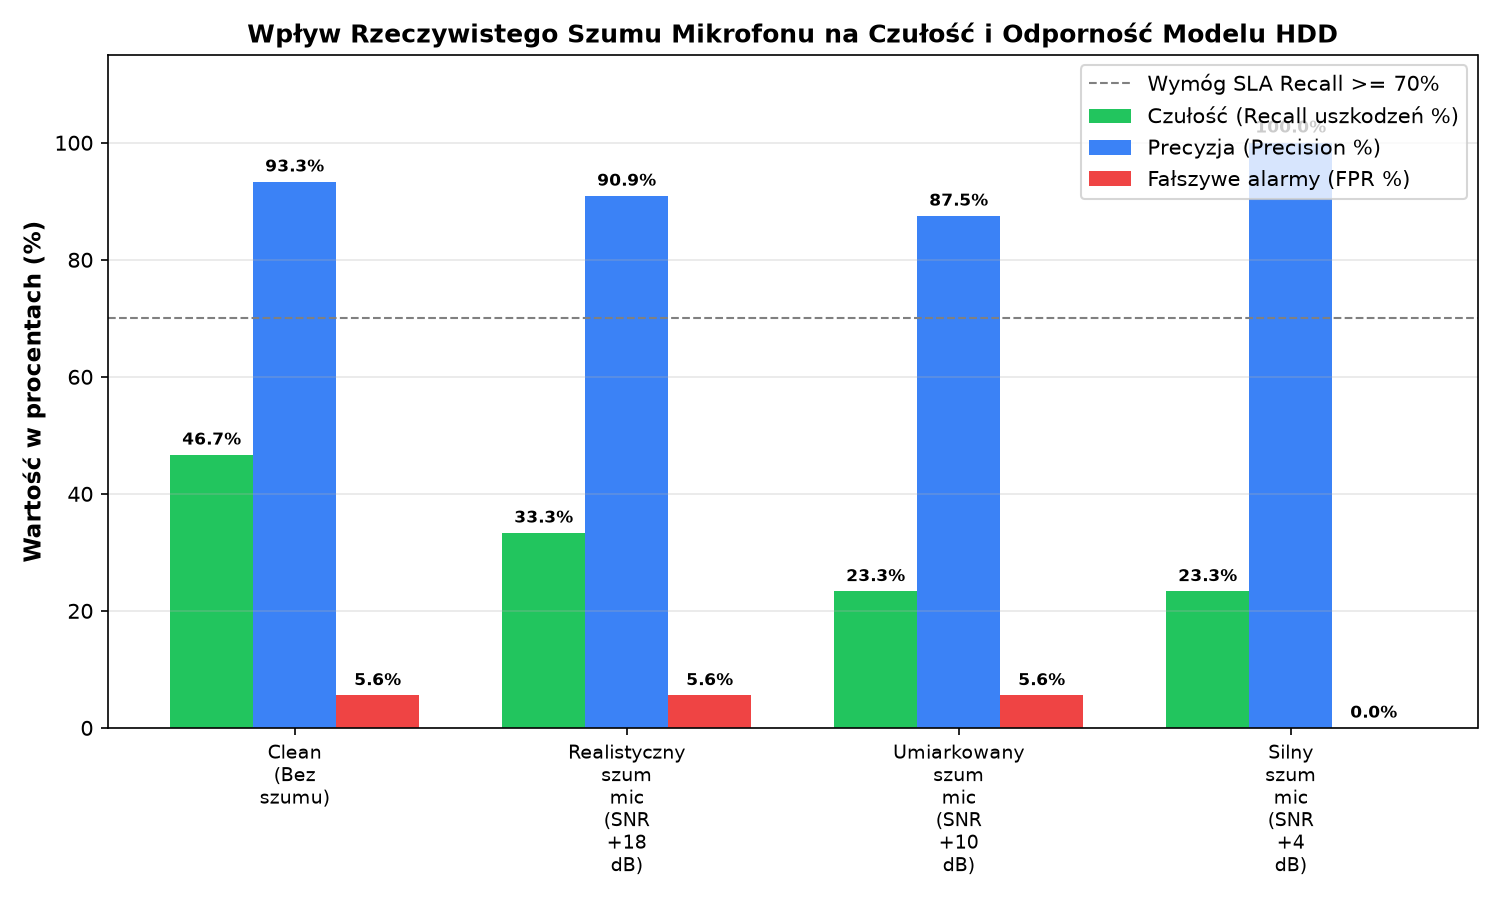 Wpływ Rzeczywistego Szumu Mikrofonu na Czułość i Odporność Modelu HDD
Wymóg SLA Recall >= 70%
Czułość (Recall uszkodzeń %)
Precyzja (Precision %)
Fałszywe alarmy (FPR %)
Wartość w procentach (%)
100
80
60
40
20
0
46.7%
93.3%
5.6%
33.3%
90.9%
5.6%
23.3%
87.5%
5.6%
23.3%
100.0%
0.0%
Clean
(Bez
szumu)
Realistyczny
szum
mic
(SNR
+18
dB)
Umiarkowany
szum
mic
(SNR
+10
dB)
Silny
szum
mic
(SNR
+4
dB)